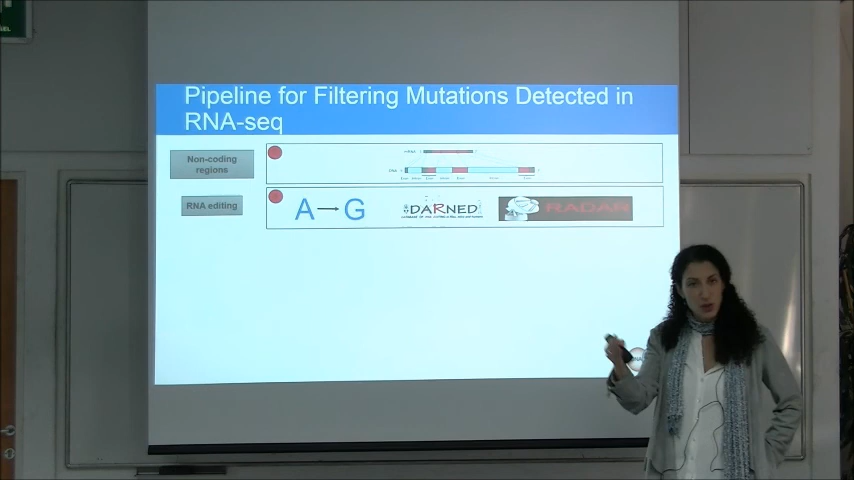 Pipeline for Filtering Mutations Detected in
RNA-seq
Non-coding
regions
RNA editing
A → G
DARNED
RADAR